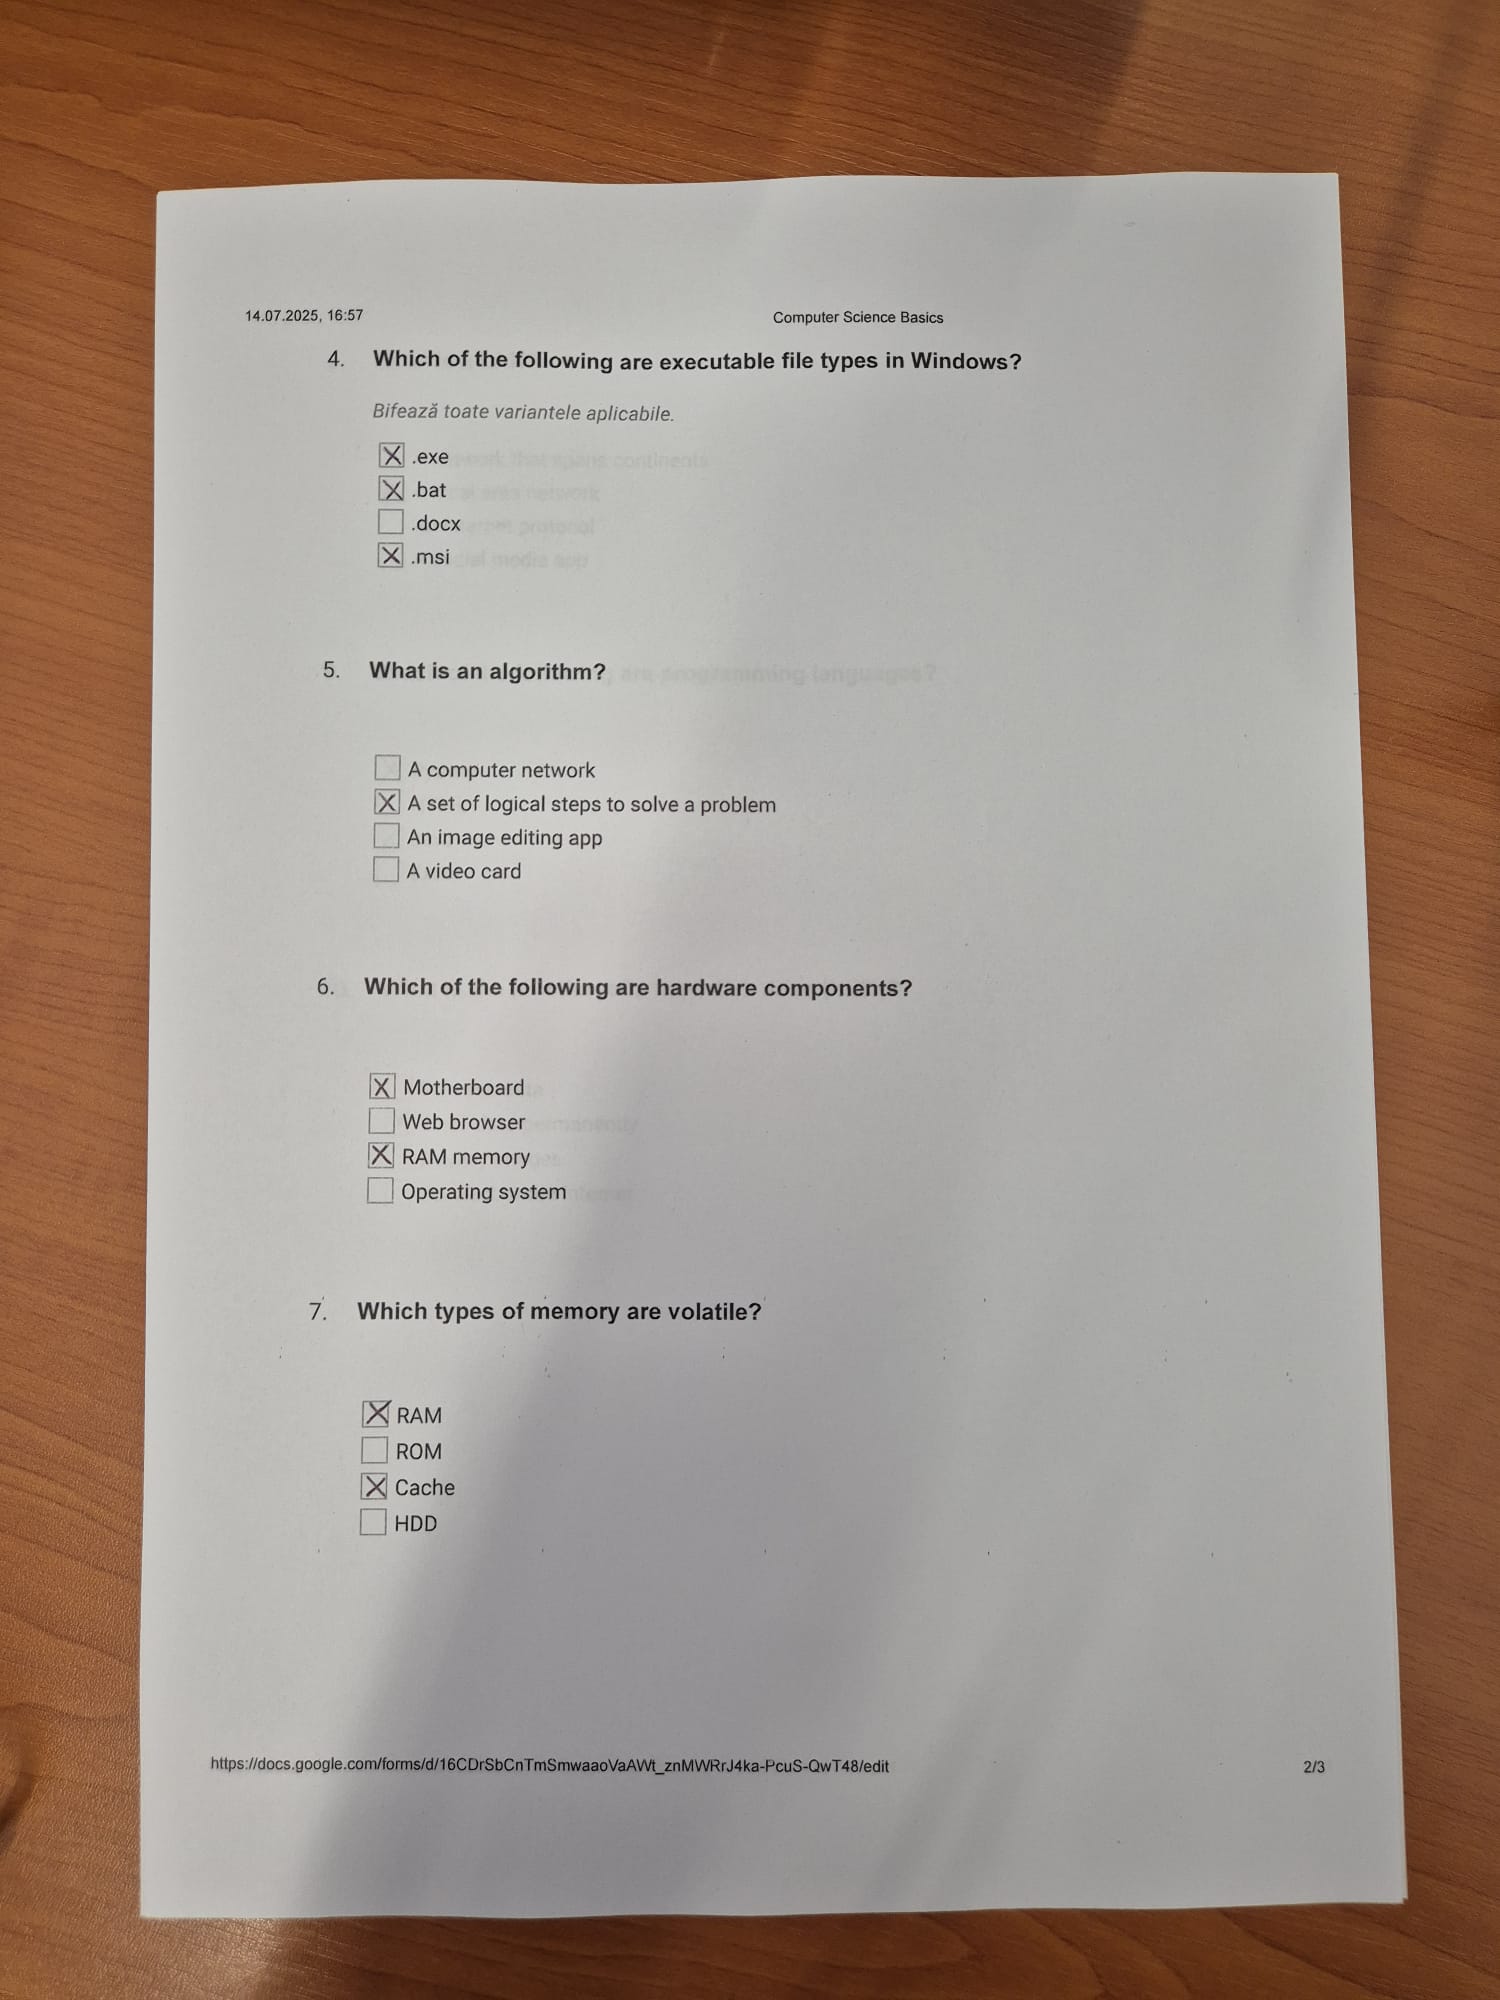 14.07.2025, 16:57
Computer Science Basics
4. Which of the following are executable file types in Windows?
Bifează toate variantele aplicabile.
.exe
.bat
.docx
.msi
5. What is an algorithm?
A computer network
A set of logical steps to solve a problem
An image editing app
A video card
6. Which of the following are hardware components?
Motherboard
Web browser
RAM memory
Operating system
7. Which types of memory are volatile?
RAM
ROM
Cache
HDD
https://docs.google.com/forms/d/16CDrSbCnTmSmwaaoVaAWt_znMWRrJ4ka-PcuS-QwT48/edit
2/3